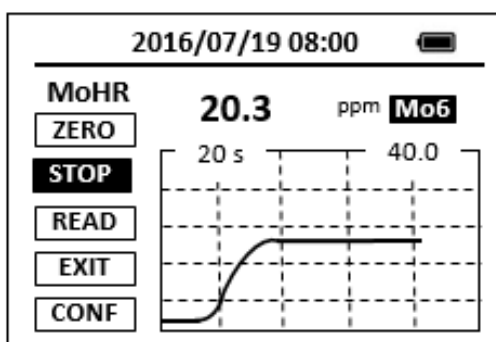 2016/07/19 08:00
MoHR
20.3 ppm Mo6
ZERO
20 s 40.0
STOP
READ
EXIT
CONF